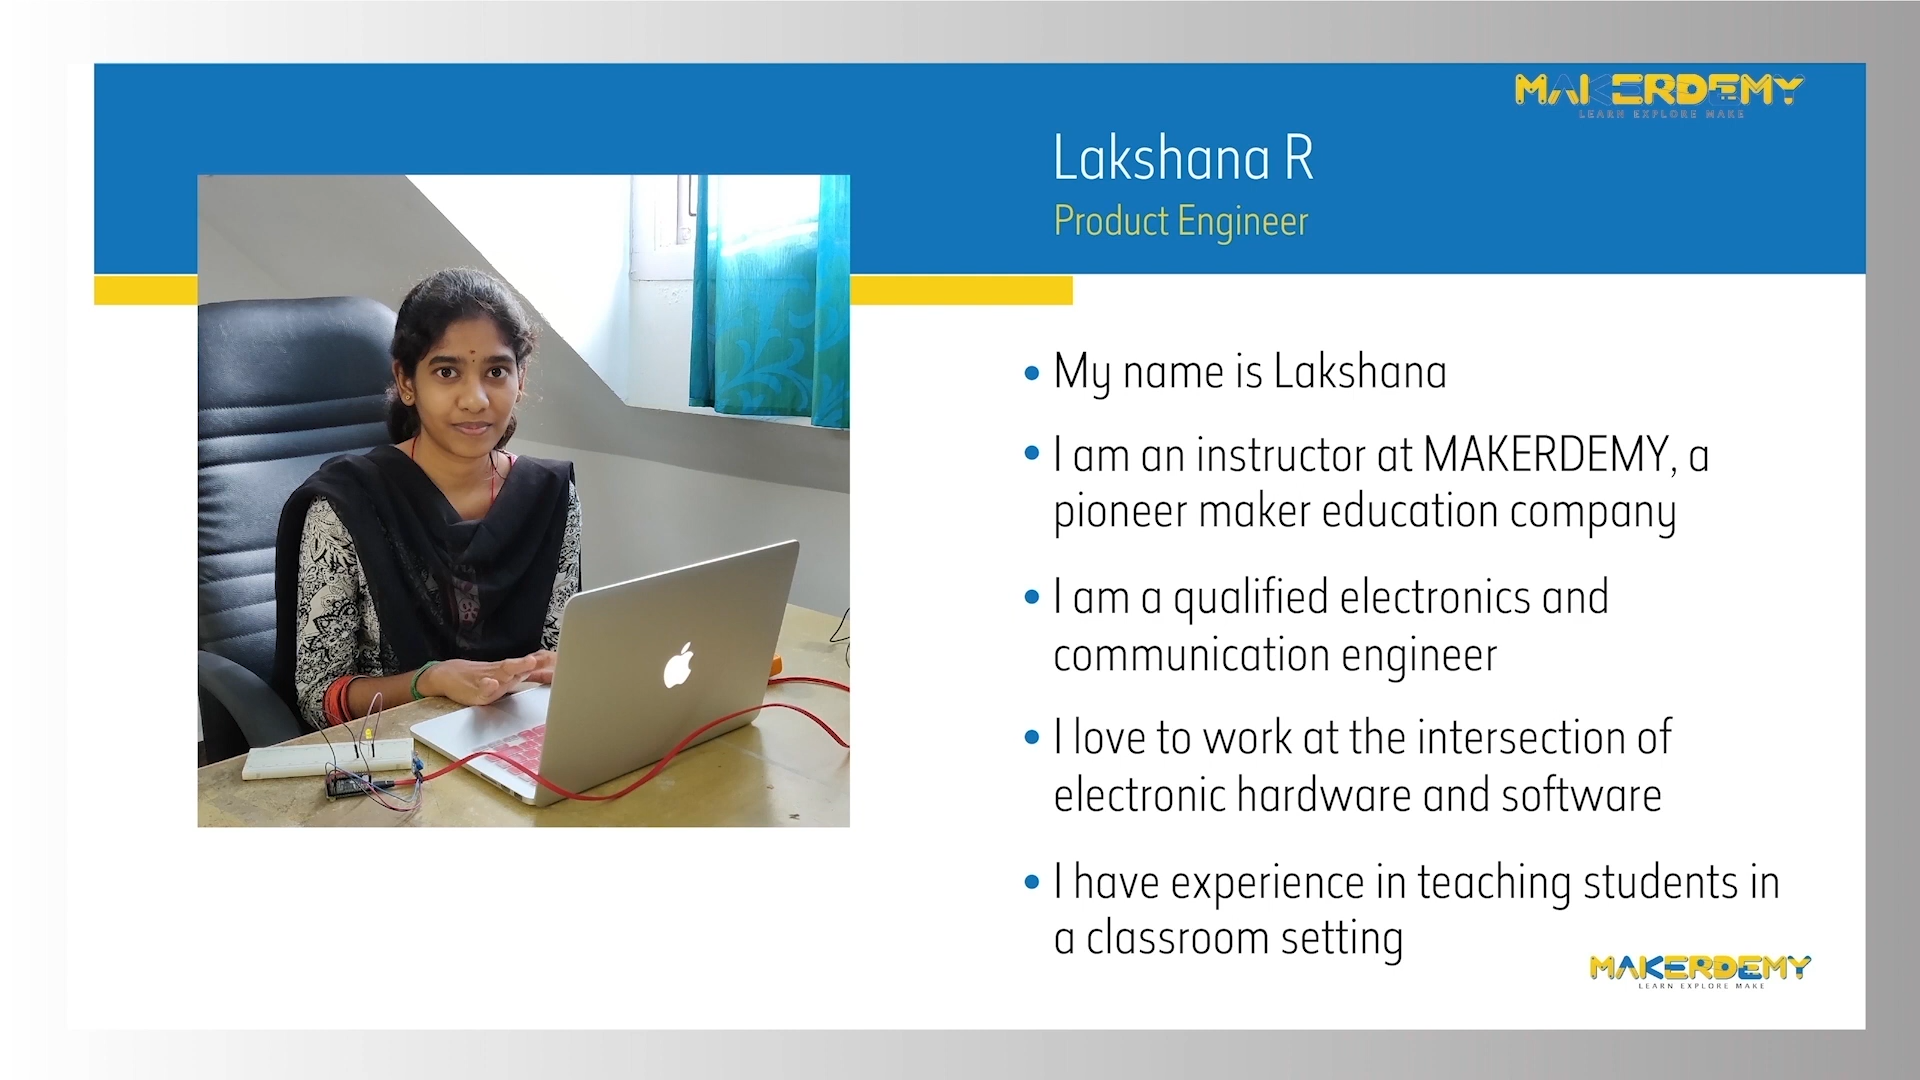 MAKERDEMY
LEARN EXPLORE MAKE
Lakshana R
Product Engineer
• My name is Lakshana
• I am an instructor at MAKERDEMY, a
pioneer maker education company
• I am a qualified electronics and
communication engineer
• I love to work at the intersection of
electronic hardware and software
• I have experience in teaching students in
a classroom setting
MAKERDEMY
LEARN EXPLORE MAKE